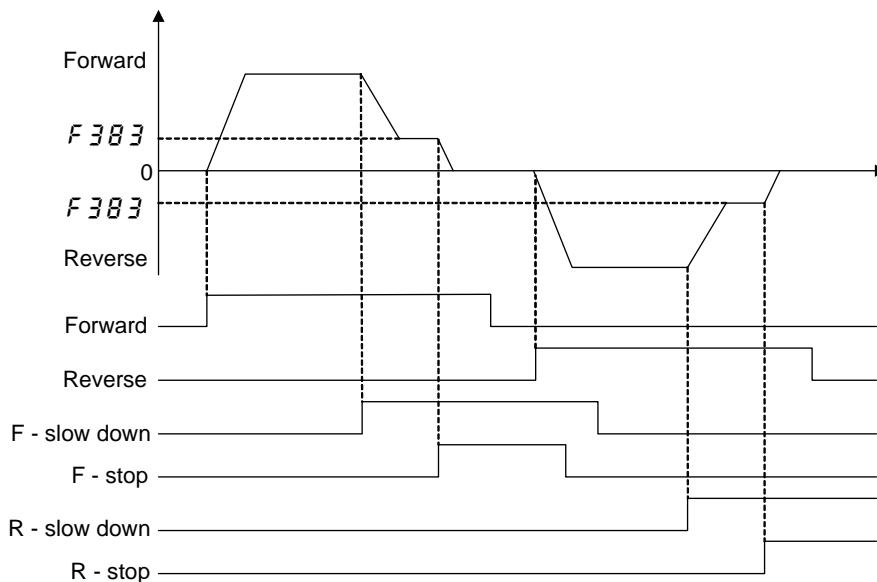 Forward
F383
0
F383
Reverse
Forward
Reverse
F - slow down
F - stop
R - slow down
R - stop